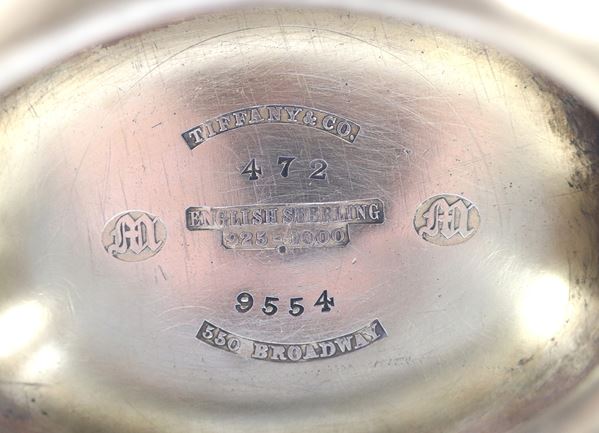 TIFFANY & CO.
472
ENGLISH STERLING
925-1000
M M
9554
550 BROADWAY